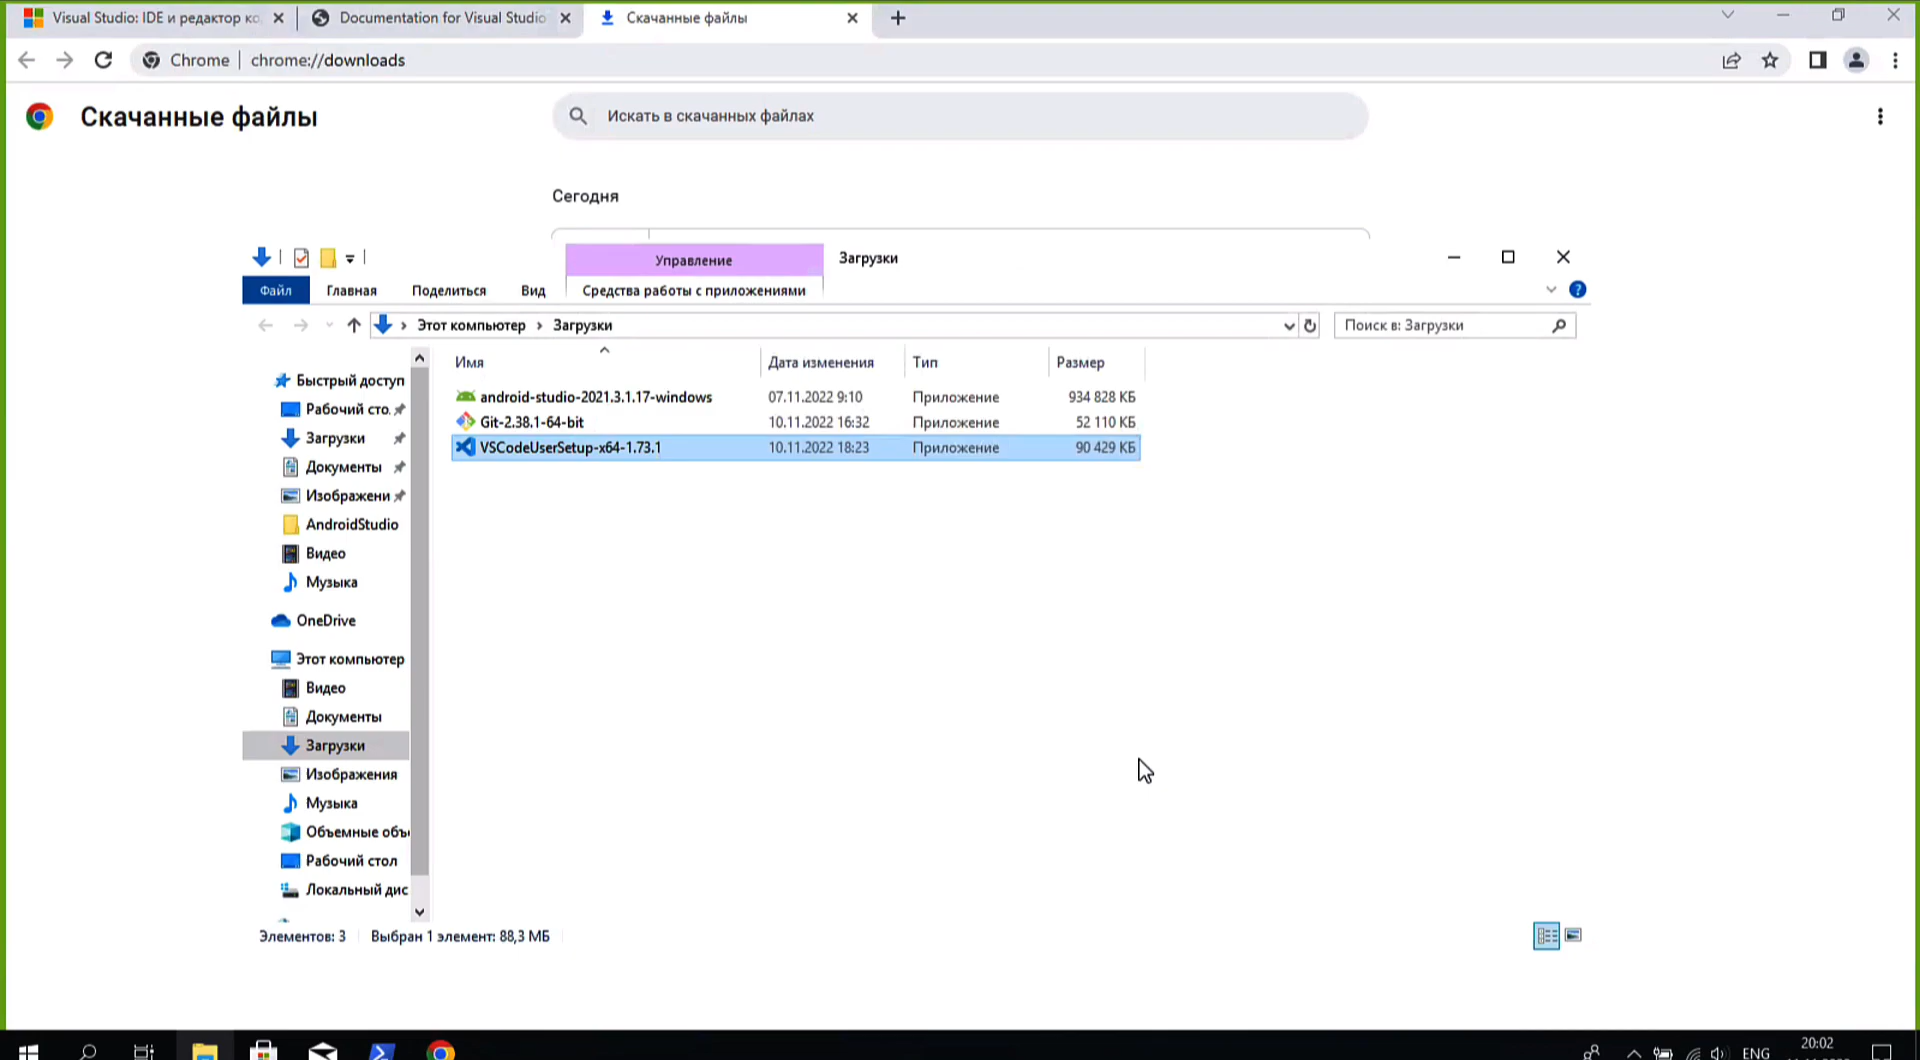 Visual Studio: IDE и редактор ко
Documentation for Visual Studio
Скачанные файлы
Chrome
chrome://downloads
Скачанные файлы
Искать в скачанных файлах
Сегодня
Управление
Загрузки
Файл
Главная
Поделиться
Вид
Средства работы с приложениями
Этот компьютер
Загрузки
Поиск в: Загрузки
Имя
Дата изменения
Тип
Размер
android-studio-2021.3.1.17-windows 07.11.2022 9:10 Приложение 934 828 КБ
Git-2.38.1-64-bit 10.11.2022 16:32 Приложение 52 110 КБ
VSCodeUserSetup-x64-1.73.1 10.11.2022 18:23 Приложение 90 429 КБ
Быстрый доступ
Рабочий сто.
Загрузки
Документы
Изображени
AndroidStudio
Видео
Музыка
OneDrive
Этот компьютер
Видео
Документы
Загрузки
Изображения
Музыка
Объемные объ
Рабочий стол
Локальный дис
Элементов: 3
Выбран 1 элемент: 88,3 МБ
ENG
20:02